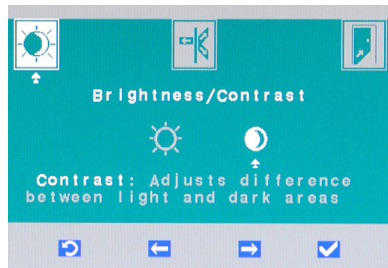 Brightness/Contrast
Contrast: Adjusts difference
between light and dark areas